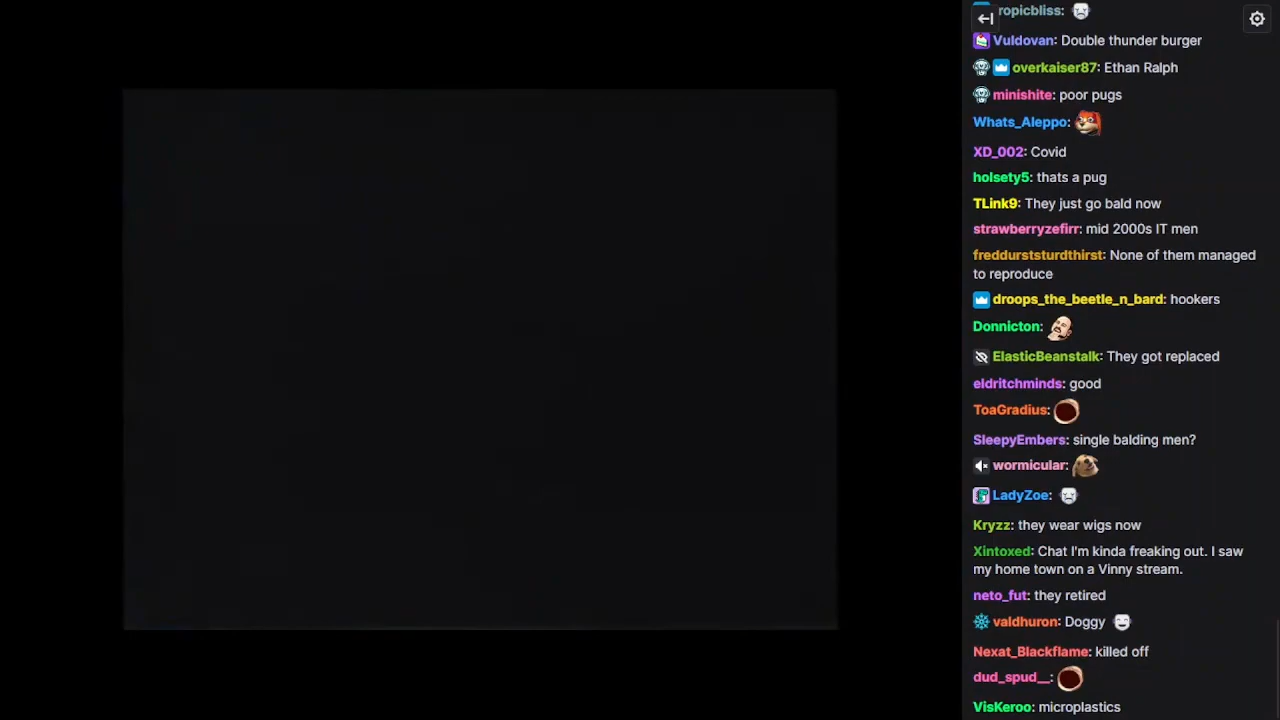 ropicbliss:
Vuldovan: Double thunder burger
overkaiser87: Ethan Ralph
minishite: poor pugs
Whats_Aleppo:
XD_002: Covid
holsety5: thats a pug
TLink9: They just go bald now
strawberryzefirr: mid 2000s IT men
freddurststurdthirst: None of them managed
to reproduce
droops_the_beetle_n_bard: hookers
Donnicton:
ElasticBeanstalk: They got replaced
eldritchminds: good
ToaGradius:
SleepyEmbers: single balding men?
wormicular:
LadyZoe:
Kryzz: they wear wigs now
Xintoxed: Chat I'm kinda freaking out. I saw
my home town on a Vinny stream.
neto_fut: they retired
valdhuron: Doggy
Nexat_Blackflame: killed off
dud_spud__:
VisKeroo: microplastics